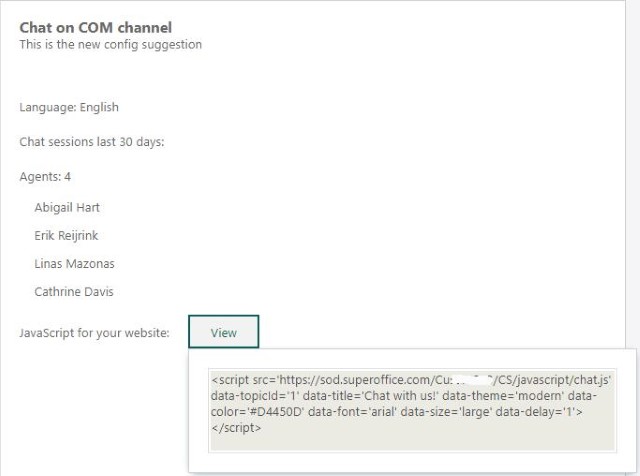 Chat on COM channel
This is the new config suggestion
Language: English
Chat sessions last 30 days:
Agents: 4
Abigail Hart
Erik Reijrink
Linas Mazonas
Cathrine Davis
JavaScript for your website: View
<script src='https://sod.superoffice.com/ /CS/javascript/chat.js'
data-topicId='1' data-title='Chat with us!' data-theme='modern' data-
color='#D4450D' data-font='arial' data-size='large' data-delay='1'>
</script>